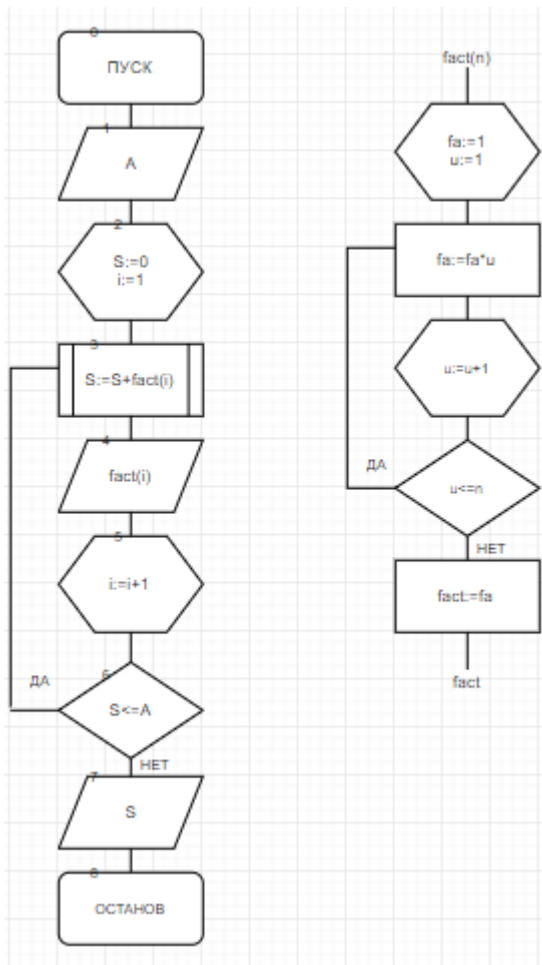 0
ПУСК
1
A
2
S:=0
i:=1
3
S:=S+fact(i)
4
fact(i)
5
i:=i+1
6
ДА
S<=A
НЕТ
7
S
8
ОСТАНОВ
fact(n)
fa:=1
u:=1
fa:=fa*u
u:=u+1
ДА
u<=n
НЕТ
fact:=fa
fact